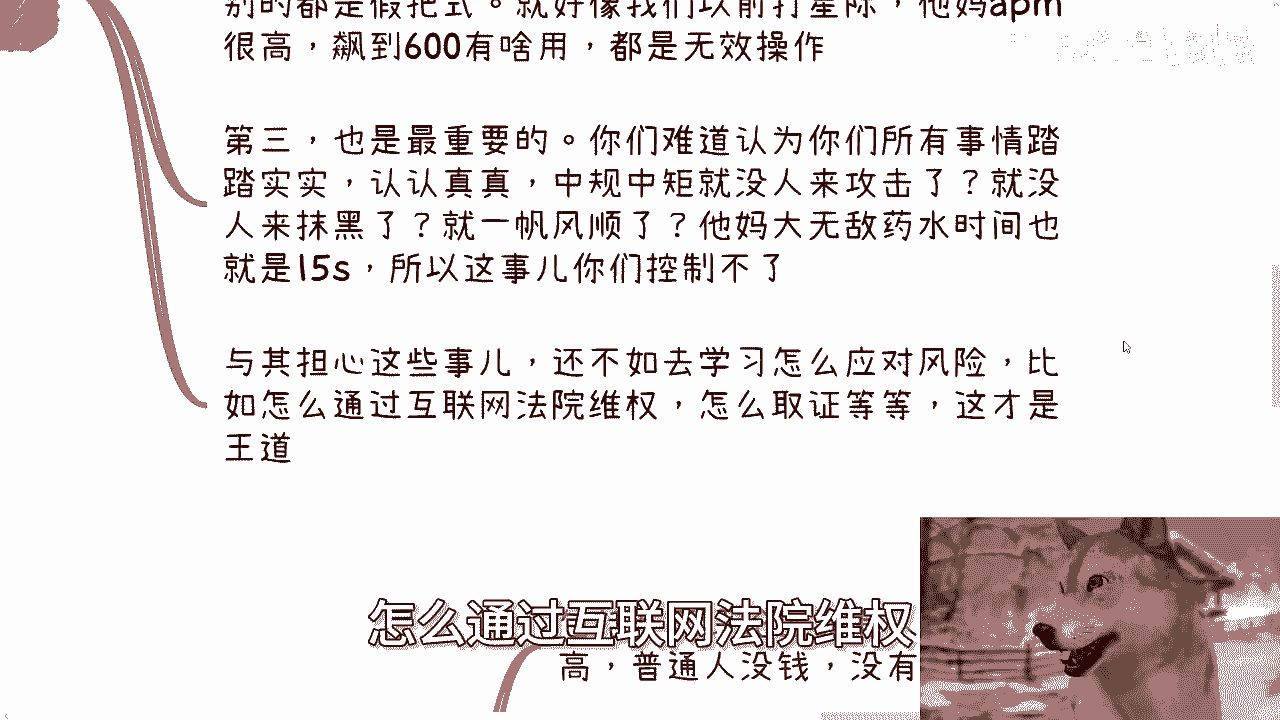 别的都是假把式。就好像我们以前打星际，他妈apm
很高，飙到600有啥用，都是无效操作
第三，也是最重要的。你们难道认为你们所有事情踏
踏实实，认认真真，中规中矩就没人来攻击了？就没
人来抹黑了？就一帆风顺了？他妈大无敌药水时间也
就是15s，所以这事儿你们控制不了
与其担心这些事儿，还不如去学习怎么应对风险，比
如怎么通过互联网法院维权，怎么取证等等，这才是
王道
怎么通过互联网法院维权
高，普通人没钱，没有